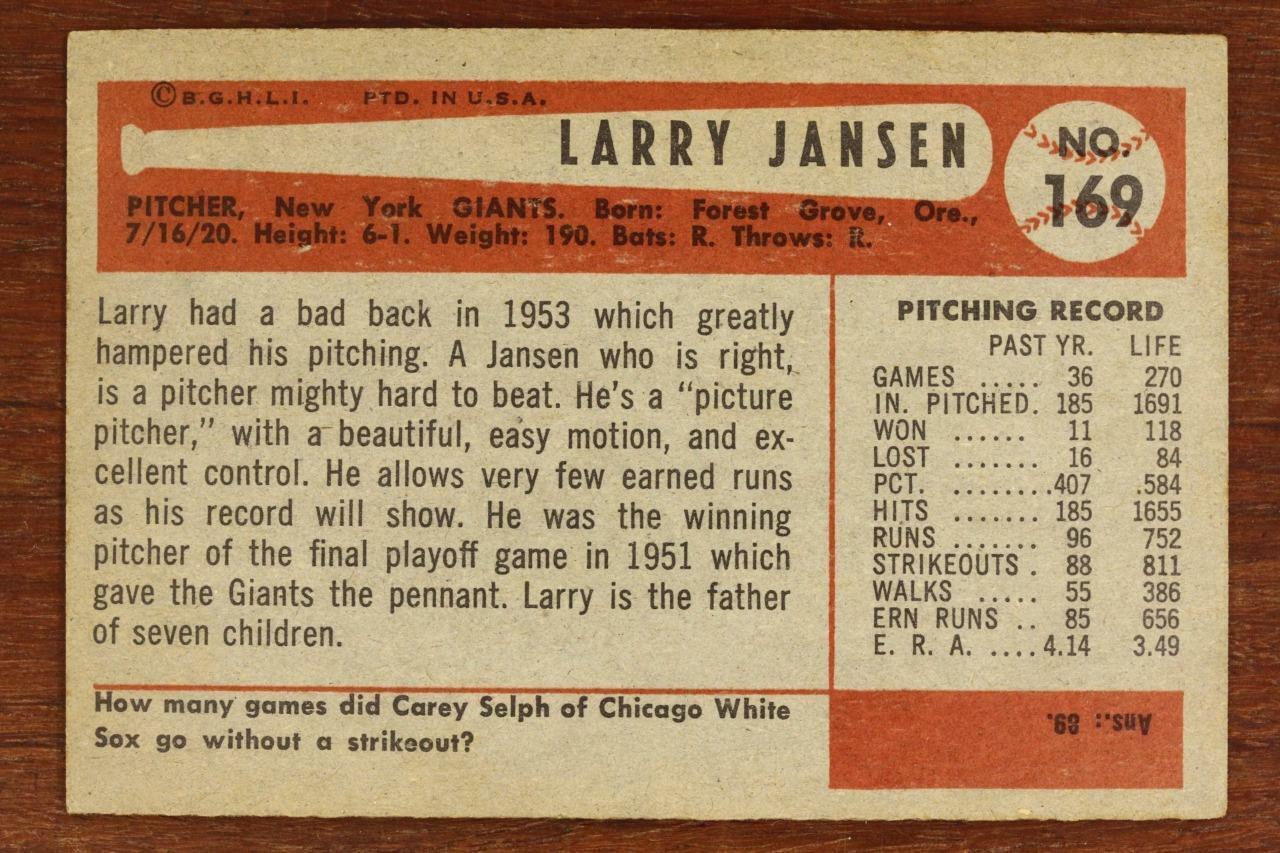 ©B.G.H.L.I. PTD. IN U.S.A.
LARRY JANSEN
NO.
169
PITCHER, New York GIANTS. Born: Forest Grove, Ore.,
7/16/20. Height: 6-1. Weight: 190. Bats: R. Throws: R.
Larry had a bad back in 1953 which greatly
hampered his pitching. A Jansen who is right,
is a pitcher mighty hard to beat. He's a "picture
pitcher," with a beautiful, easy motion, and ex-
cellent control. He allows very few earned runs
as his record will show. He was the winning
pitcher of the final playoff game in 1951 which
gave the Giants the pennant. Larry is the father
of seven children.
PITCHING RECORD
PAST YR. LIFE
GAMES ..... 36 270
IN. PITCHED. 185 1691
WON ...... 11 118
LOST ....... 16 84
PCT. ........407 .584
HITS ....... 185 1655
RUNS ....... 96 752
STRIKEOUTS . 88 811
WALKS ..... 55 386
ERN RUNS .. 85 656
E. R. A. ....4.14 3.49
How many games did Carey Selph of Chicago White
Sox go without a strikeout?
Ans.: 89.